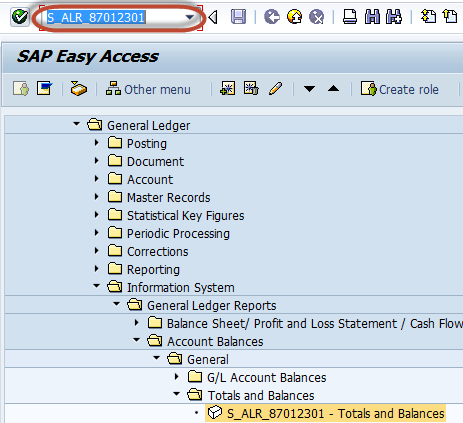 S_ALR_87012301
SAP Easy Access
Other menu Create role
General Ledger
Posting
Document
Account
Master Records
Statistical Key Figures
Periodic Processing
Corrections
Reporting
Information System
General Ledger Reports
Balance Sheet/ Profit and Loss Statement / Cash Flow
Account Balances
General
G/L Account Balances
Totals and Balances
S_ALR_87012301 - Totals and Balances